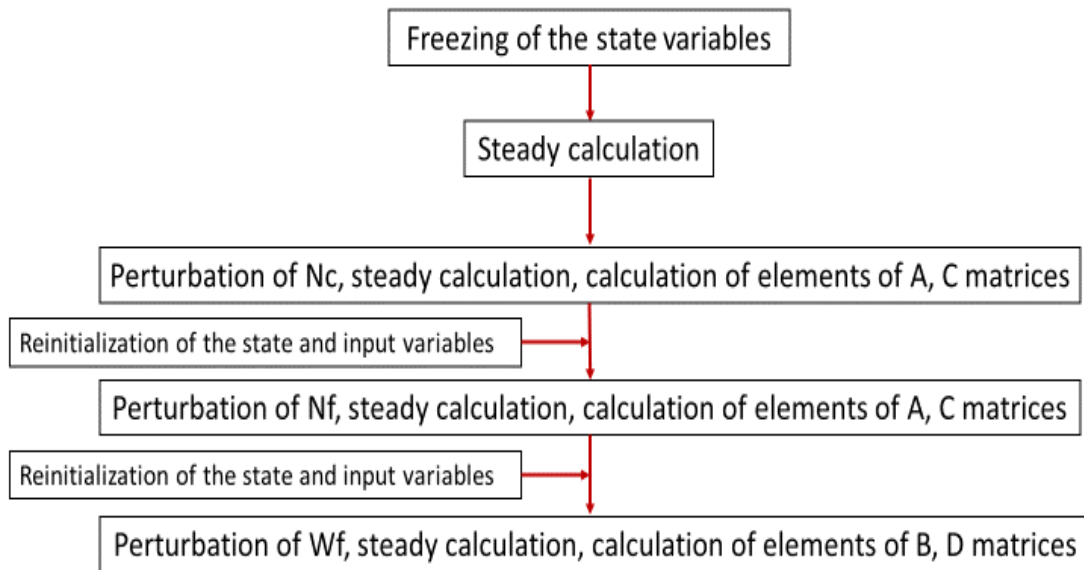 Freezing of the state variables
Steady calculation
Perturbation of Nc, steady calculation, calculation of elements of A, C matrices
Reinitialization of the state and input variables
Perturbation of Nf, steady calculation, calculation of elements of A, C matrices
Reinitialization of the state and input variables
Perturbation of Wf, steady calculation, calculation of elements of B, D matrices